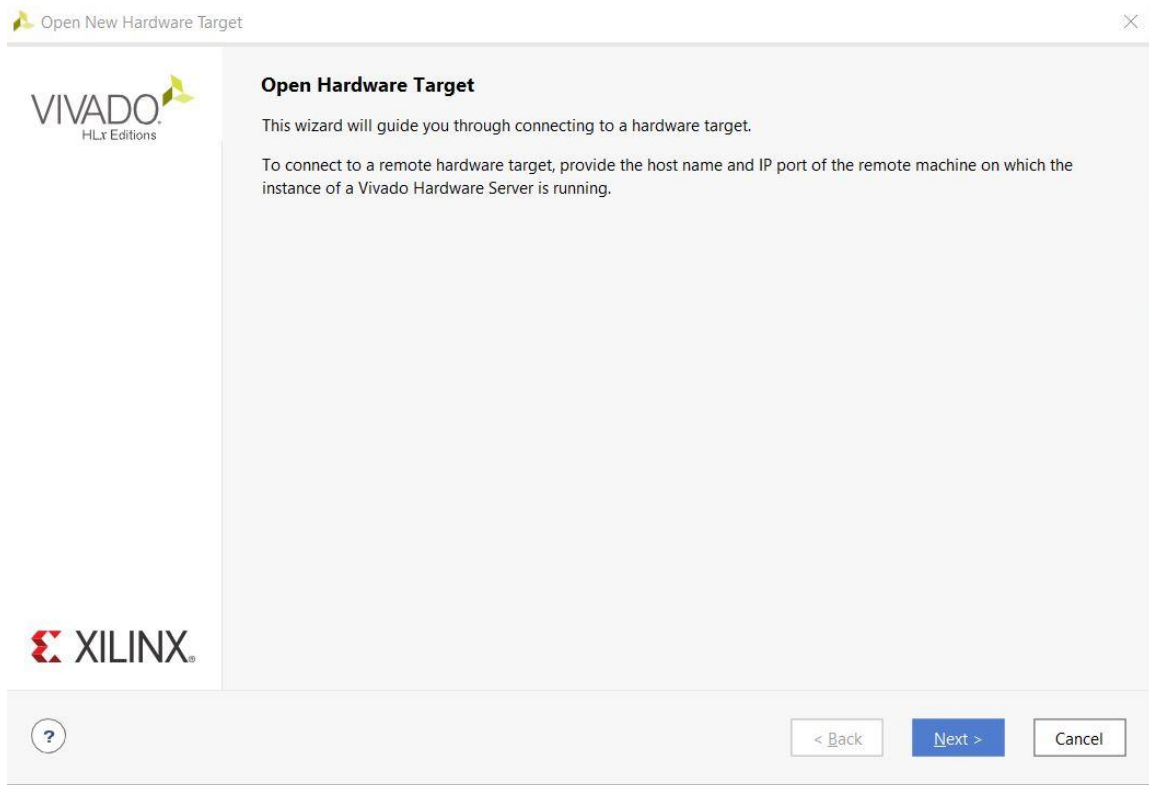 Open New Hardware Target
VIVADO.
HLx Editions
Open Hardware Target
This wizard will guide you through connecting to a hardware target.
To connect to a remote hardware target, provide the host name and IP port of the remote machine on which the
instance of a Vivado Hardware Server is running.
XILINX®
?
< Back
Next >
Cancel